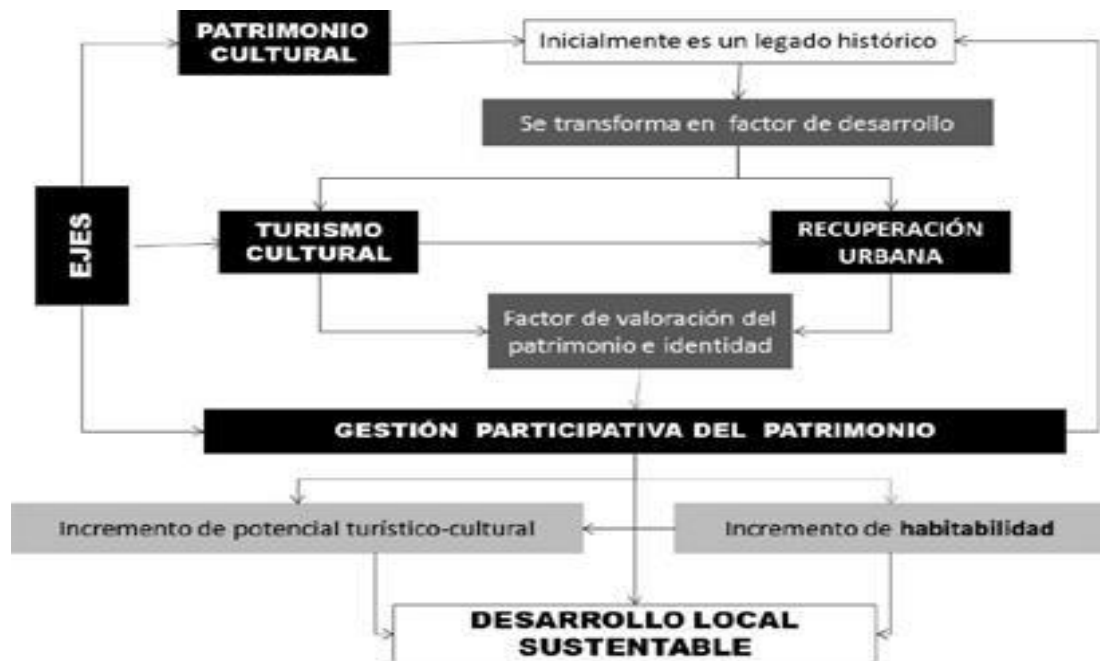 PATRIMONIO
CULTURAL
Inicialmente es un legado histórico
Se transforma en factor de desarrollo
EJES
TURISMO
CULTURAL
RECUPERACIÓN
URBANA
Factor de valoración del
patrimonio e identidad
GESTIÓN PARTICIPATIVA DEL PATRIMONIO
Incremento de potencial turístico-cultural
Incremento de habitabilidad
DESARROLLO LOCAL
SUSTENTABLE